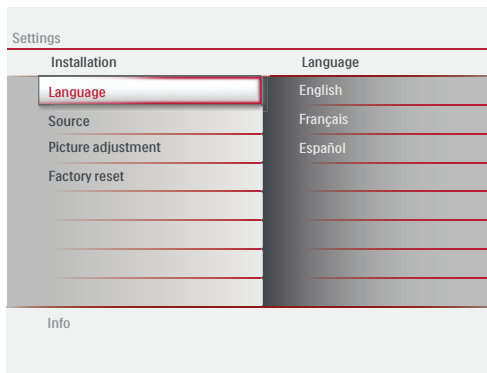 Settings
Installation
Language
Source
Picture adjustment
Factory reset
Language
English
Français
Español
Info